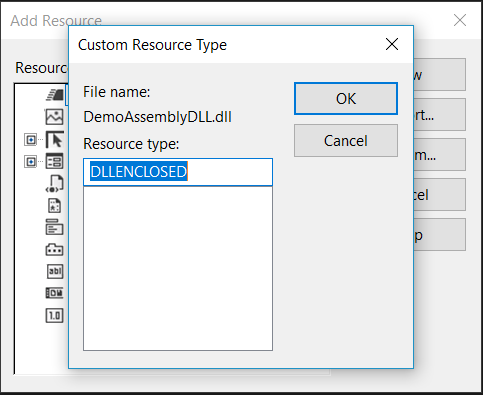 Add Resource
Custom Resource Type
Resourc
File name:
DemoAssemblyDLL.dll
Resource type:
DLLENCLOSED
OK
Cancel
w
rt...
m...
cel
p
abl
1.0